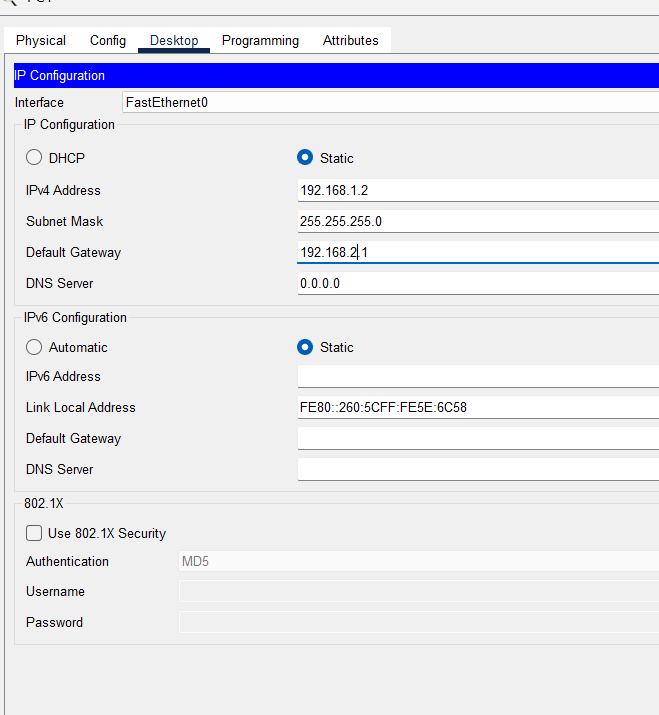 Physical Config Desktop Programming Attributes
IP Configuration
Interface FastEthernet0
IP Configuration
DHCP Static
IPv4 Address 192.168.1.2
Subnet Mask 255.255.255.0
Default Gateway 192.168.2.1
DNS Server 0.0.0.0
IPv6 Configuration
Automatic Static
IPv6 Address
Link Local Address FE80::260:5CFF:FE5E:6C58
Default Gateway
DNS Server
802.1X
Use 802.1X Security
Authentication MD5
Username
Password